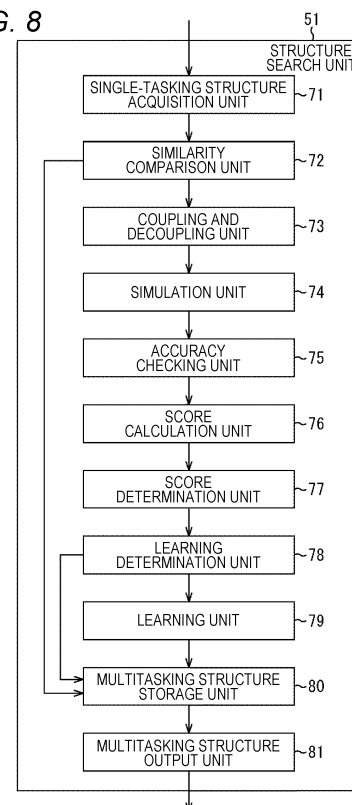 G. 8
51
STRUCTURE
SEARCH UNIT
SINGLE-TASKING STRUCTURE
ACQUISITION UNIT
71
SIMILARITY
COMPARISON UNIT
72
COUPLING AND
DECOUPLING UNIT
73
SIMULATION UNIT
74
ACCURACY
CHECKING UNIT
75
SCORE
CALCULATION UNIT
76
SCORE
DETERMINATION UNIT
77
LEARNING
DETERMINATION UNIT
78
LEARNING UNIT
79
MULTITASKING STRUCTURE
STORAGE UNIT
80
MULTITASKING STRUCTURE
OUTPUT UNIT
81